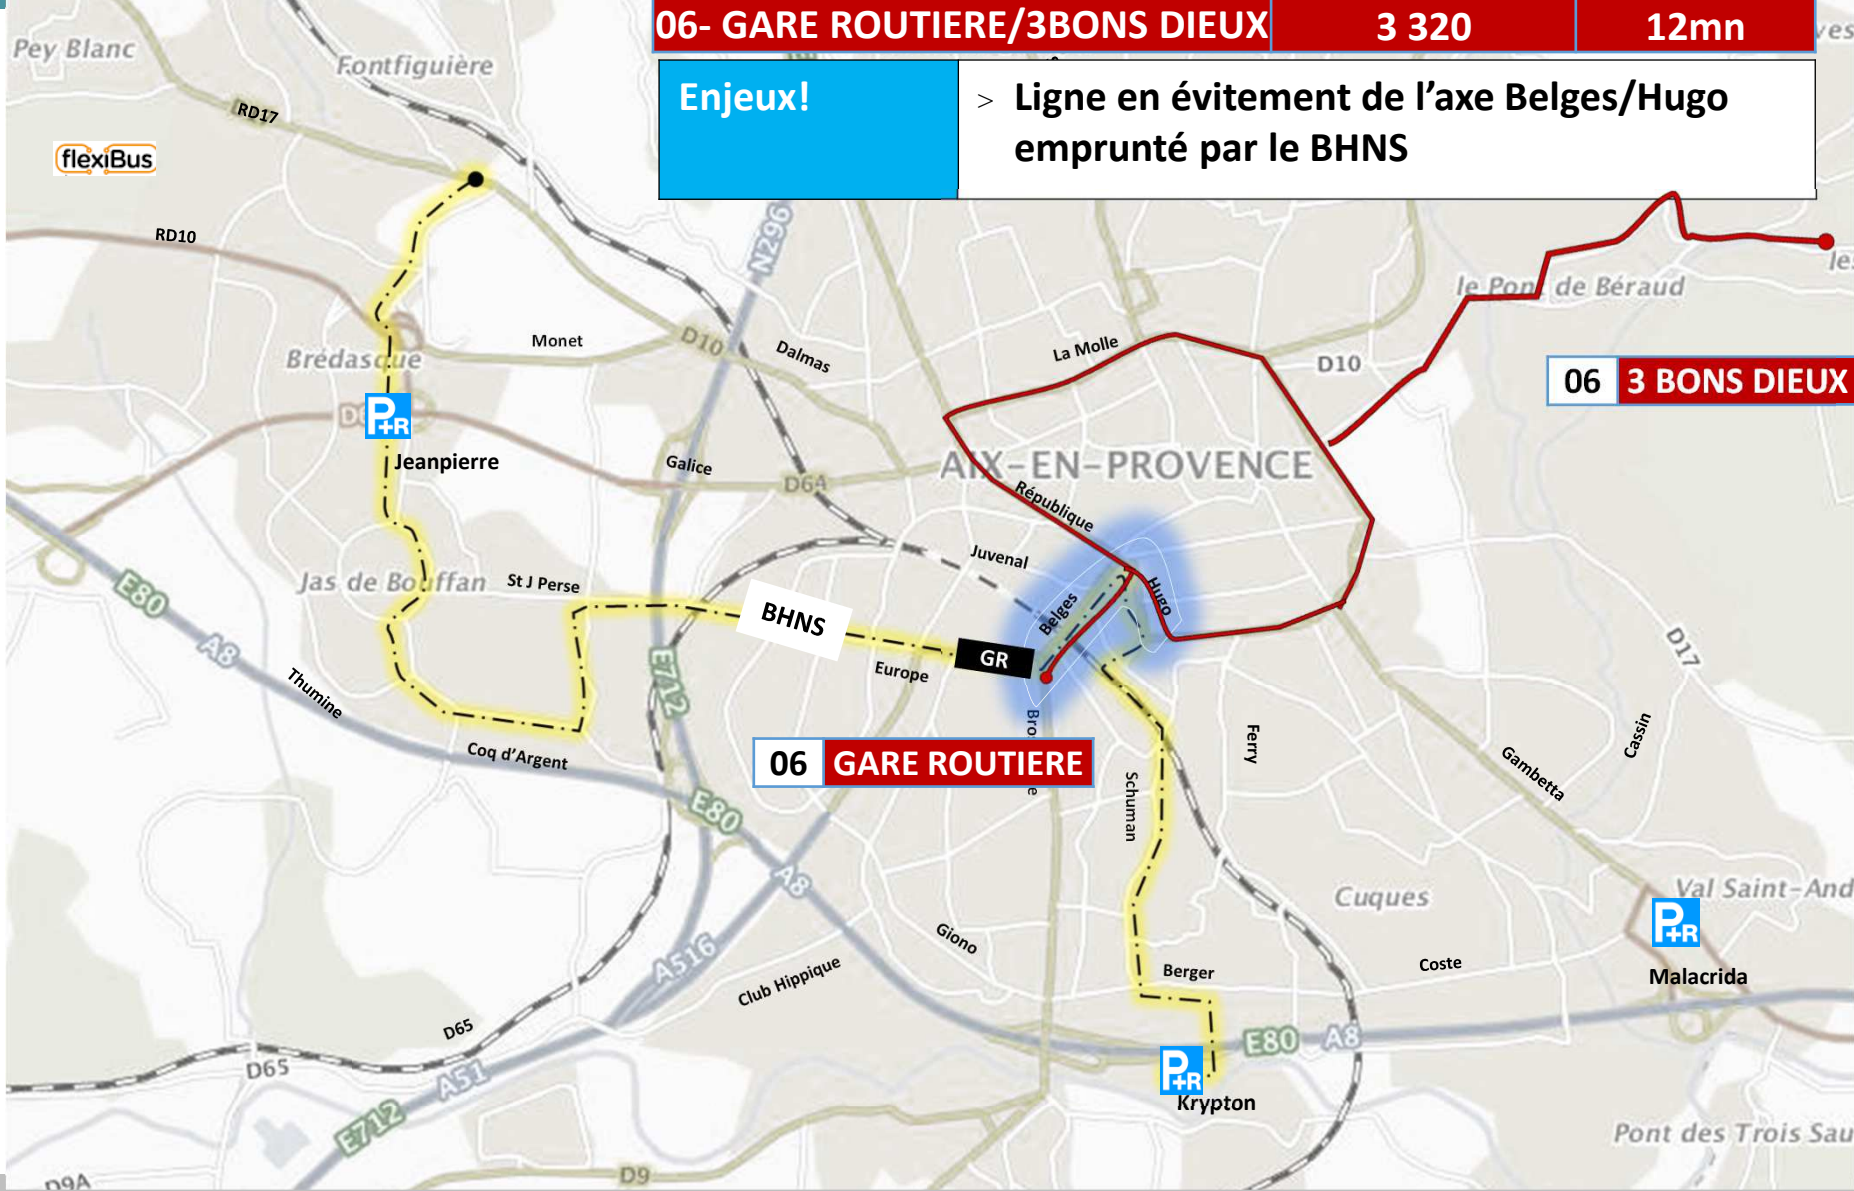 06- GARE ROUTIERE/3BONS DIEUX
3 320
12mn
Enjeux!
> Ligne en évitement de l’axe Belges/Hugo
emprunté par le BHNS
Pey Blanc
Fontfiguière
RD17
flexiBus
RD10
N296
le Pont de Béraud
Monet
D10
Dalmas
La Molle
D10
Brédasque
06 3 BONS DIEUX
P+R
Jeanpierre
Galice
D6A
AIX-EN-PROVENCE
République
Juvenal
Jas de Bouffan
St J Perse
E80
BHNS
Belges
Hugo
A8
GR
Europe
E712
D17
Thumine
Coq d’Argent
06 GARE ROUTIERE
Ferry
Schuman
Gambetta
Cassin
E80
A8
Cuques
Val Saint-And
P+R
Malacrida
Giono
A516
Club Hippique
Berger
Coste
D65
E80
A8
D65
A51
P+R
Krypton
E712
Pont des Trois Sau
D9
D9A